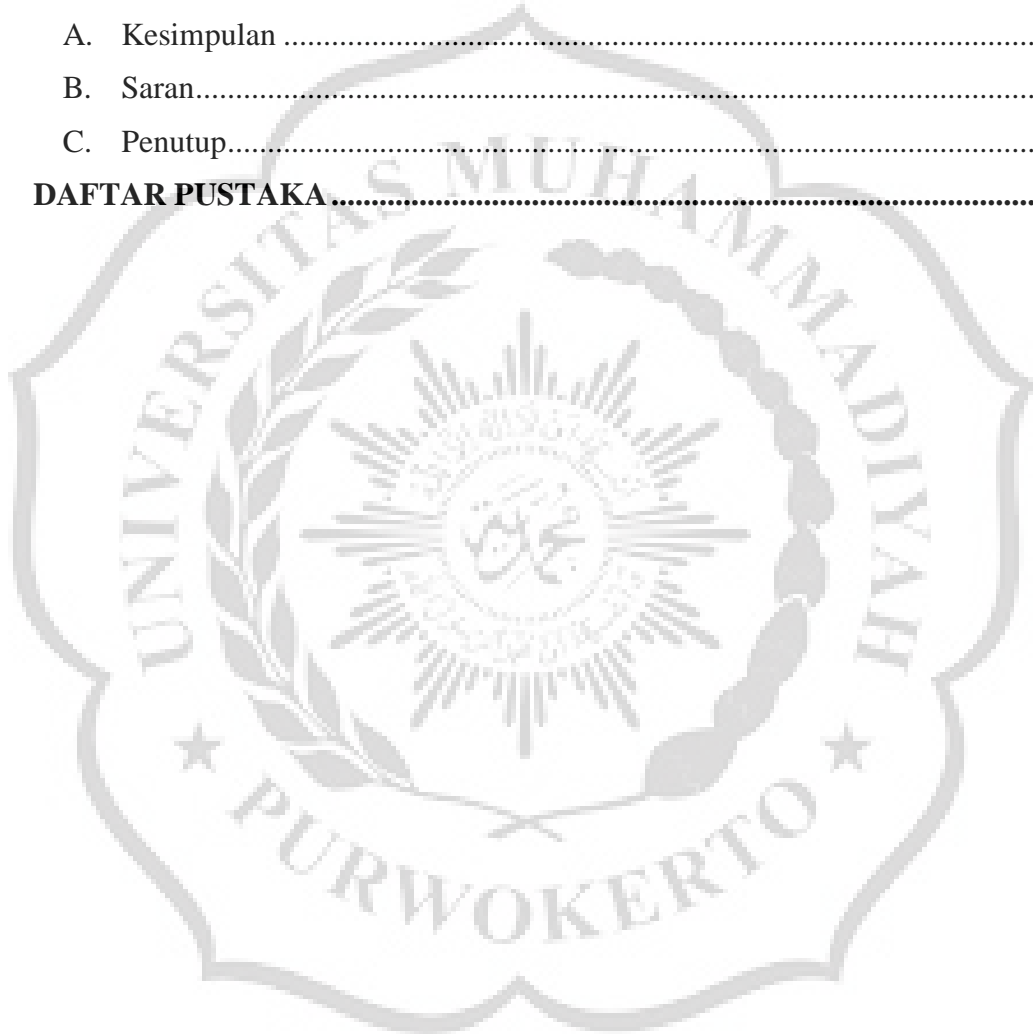 A. Kesimpulan ........................................................................................................
B. Saran....................................................................................................................
C. Penutup................................................................................................................
DAFTAR PUSTAKA.................................................................................................
UNIVERSITAS MUHAMMADIYAH
PURWOKERTO